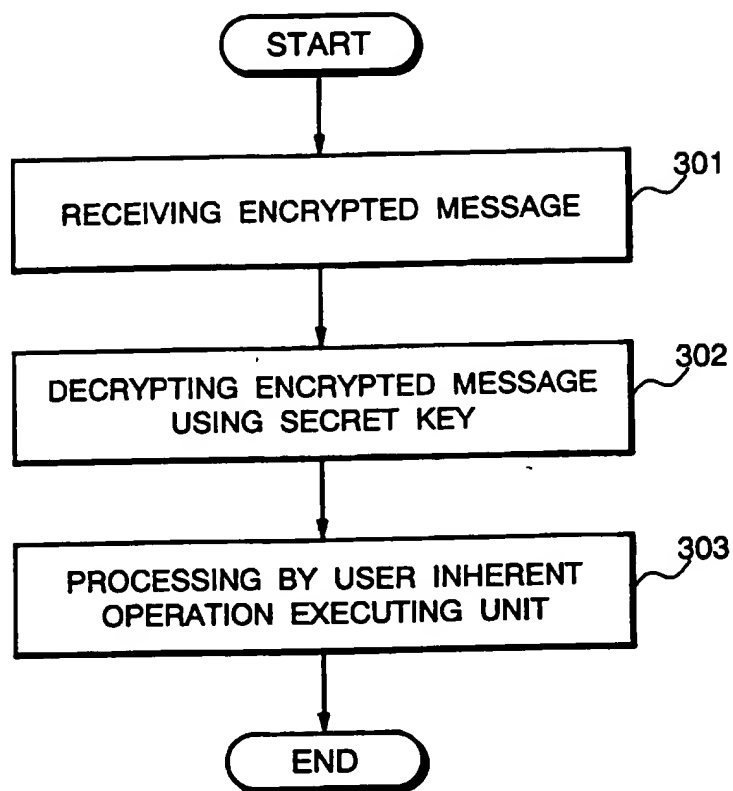 START
RECEIVING ENCRYPTED MESSAGE
301
DECRYPTING ENCRYPTED MESSAGE
USING SECRET KEY
302
PROCESSING BY USER INHERENT
OPERATION EXECUTING UNIT
303
END